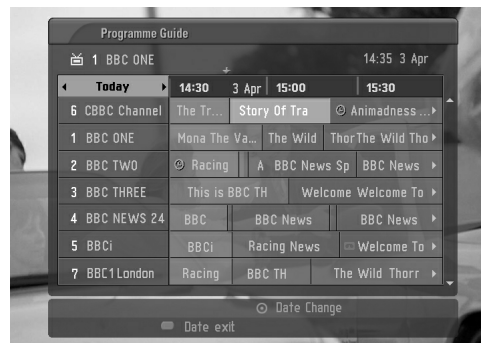 Programme Guide
1 BBC ONE 14:35 3 Apr
Today 14:30 3 Apr 15:00 15:30
6 CBBC Channel The Tr... Story Of Tra Animadness ...
1 BBC ONE Mona The Va... The Wild ThorThe Wild Tho
2 BBC TWO Racing A BBC News Sp BBC News
3 BBC THREE This is BBC TH Welcome Welcome To
4 BBC NEWS 24 BBC BBC News BBC News
5 BBCi BBCi Racing News Welcome To
7 BBC1 London Racing BBC TH The Wild Thorr
Date Change
Date exit